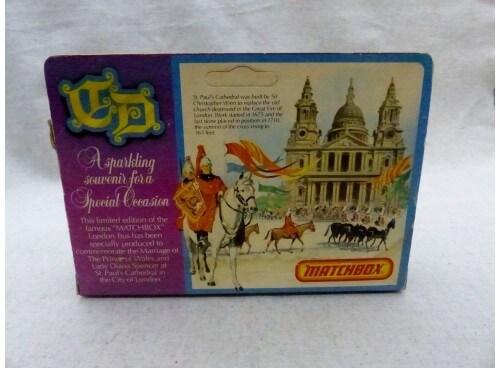 CD
A sparkling
souvenir for a
Special Occasion
This limited edition of the
famous "MATCHBOX"
London bus has been
specially produced to
commemorate the Marriage of
The Prince of Wales and
Lady Diana Spencer at
St. Paul's Cathedral in
the City of London
St. Paul's Cathedral was built by Sir
Christopher Wren to replace the old
church destroyed in the Great Fire of
London. Work started in 1675 and the
last stone placed in position in 1710,
the summit of the cross rising to
365 feet.
MATCHBOX